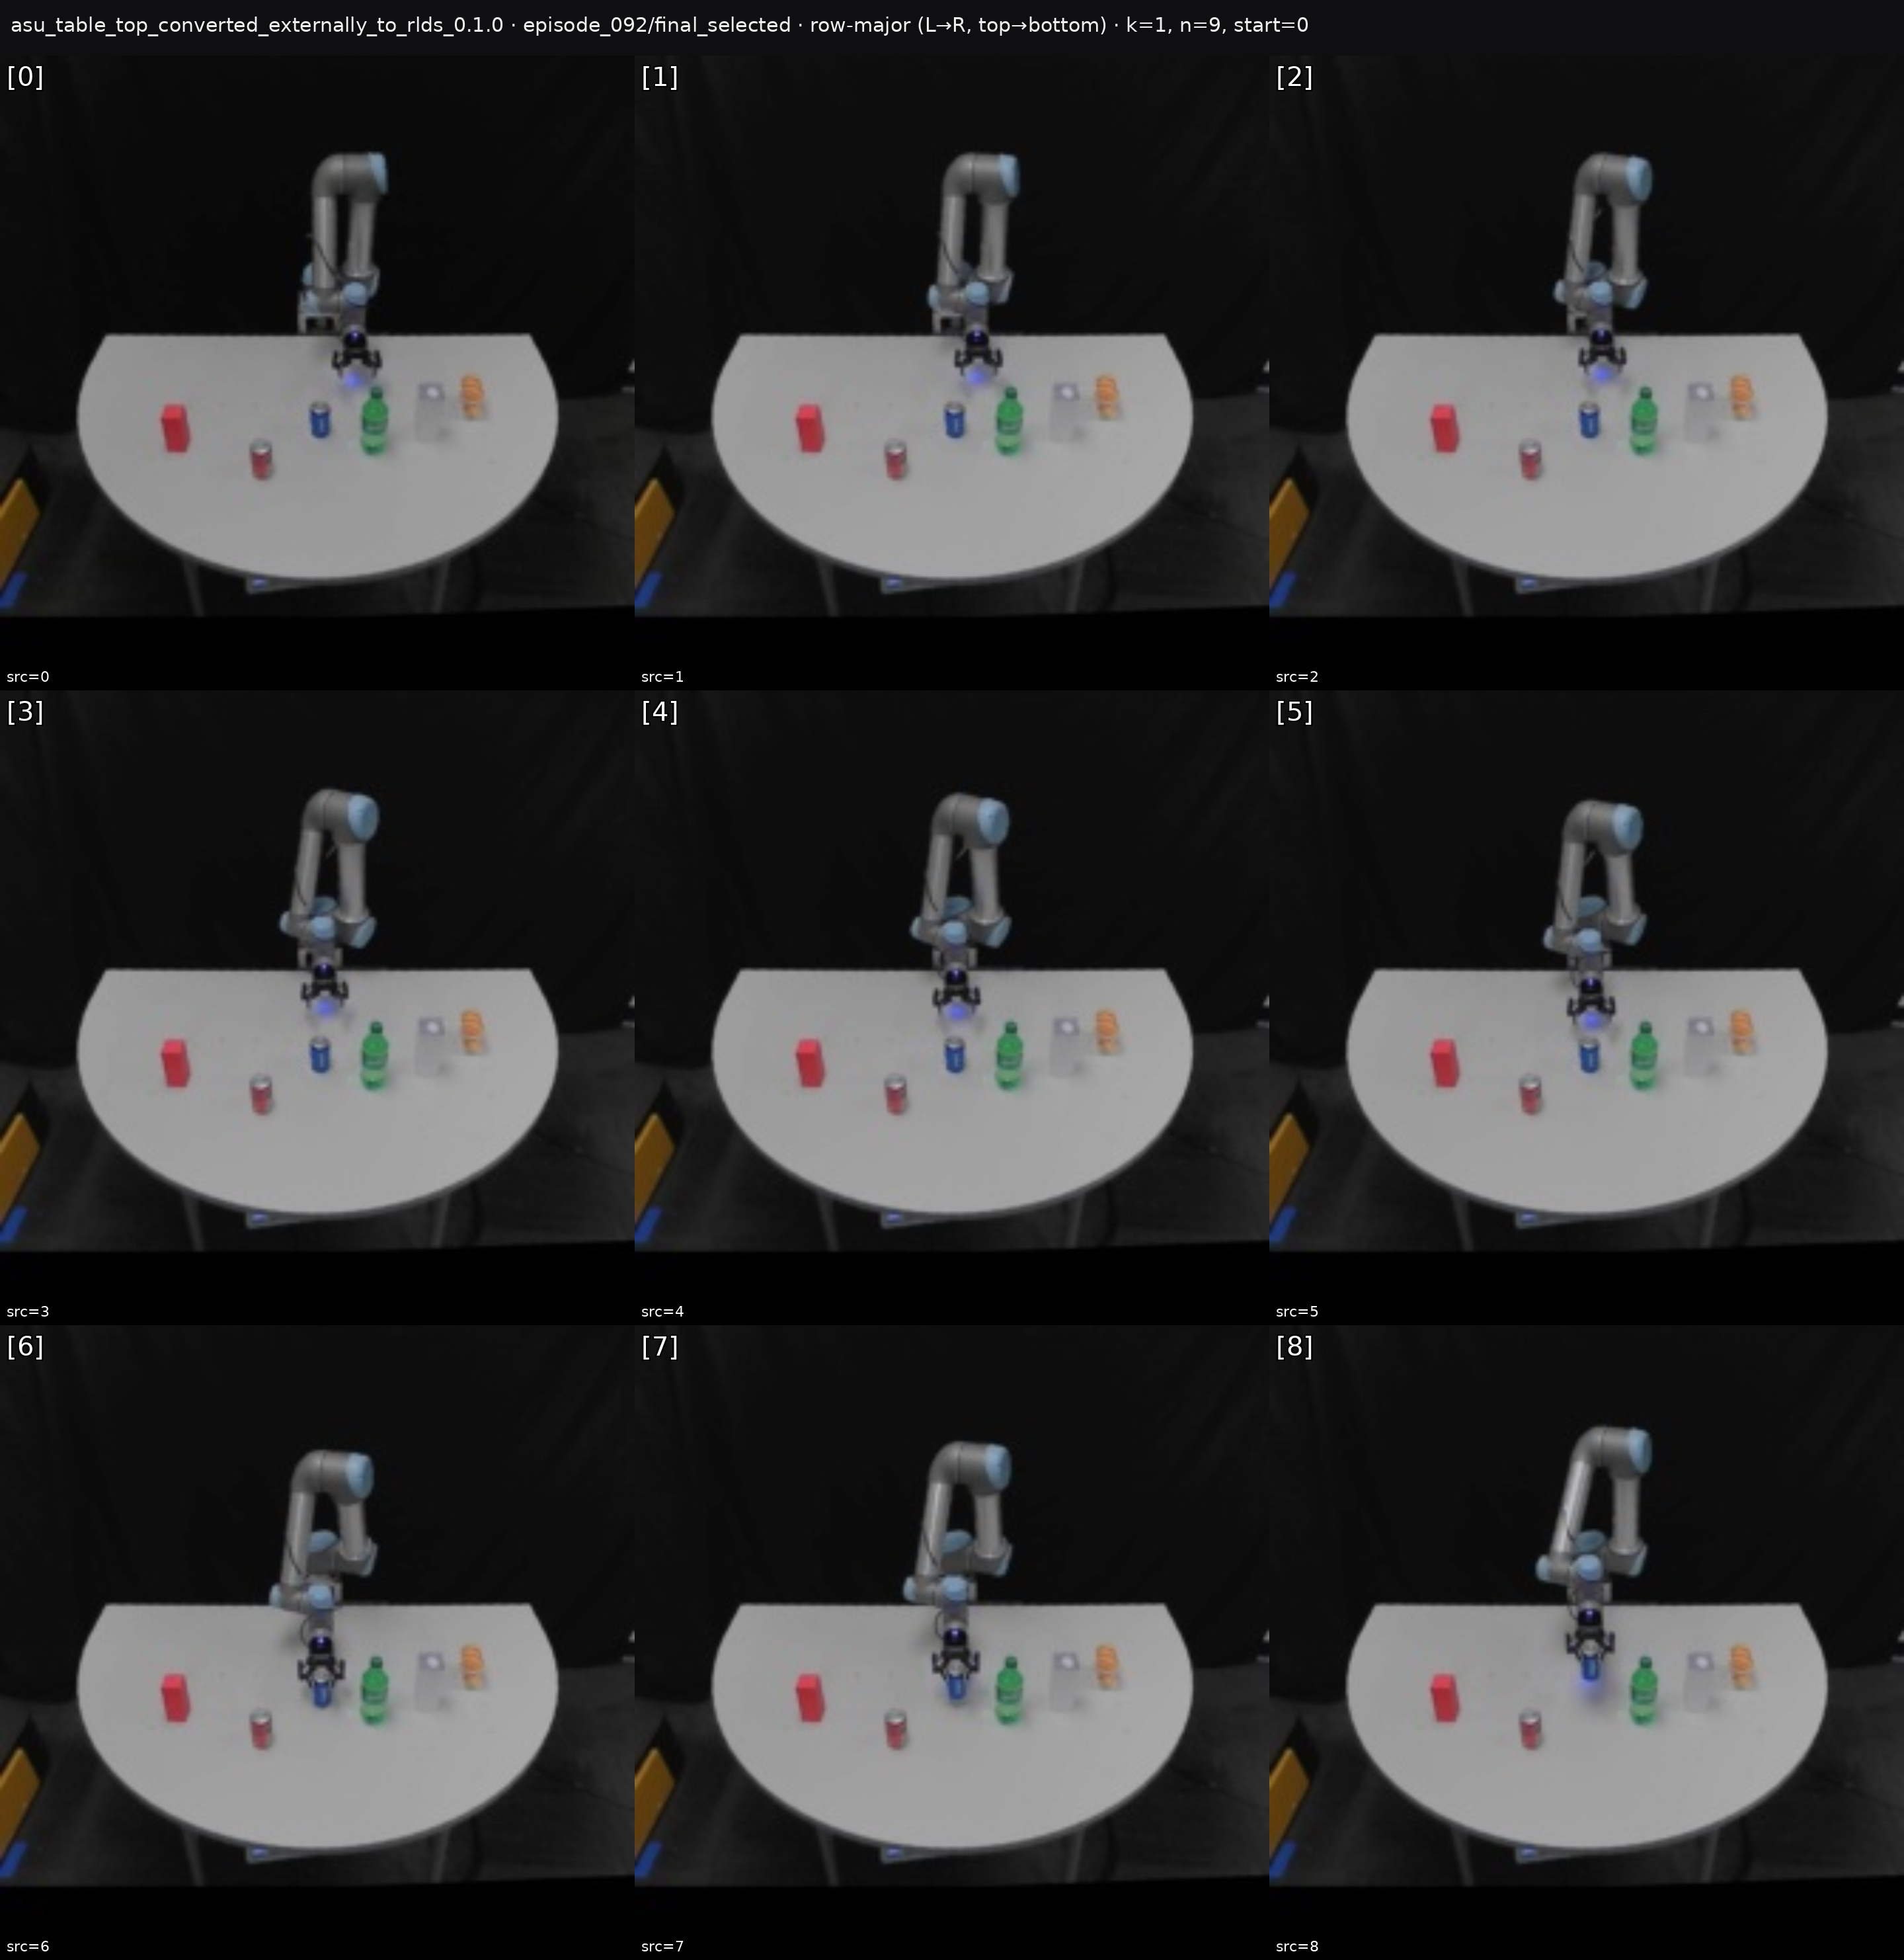 asu_table_top_converted_externally_to_rlds_0.1.0 · episode_092/final_selected · row-major (L→R, top→bottom) · k=1, n=9, start=0
[0]
[1]
[2]
src=0
src=1
src=2
[3]
[4]
[5]
src=3
src=4
src=5
[6]
[7]
[8]
src=6
src=7
src=8